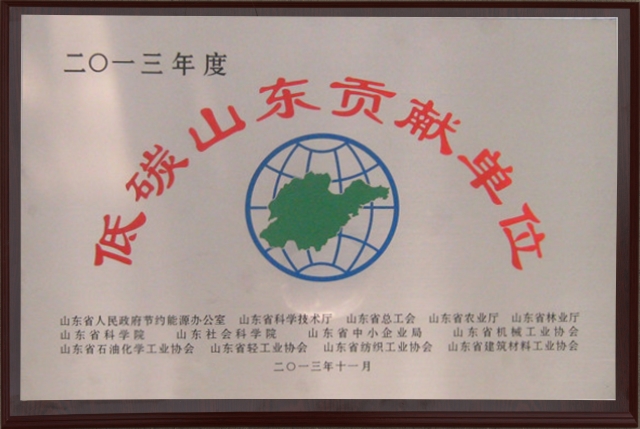 二〇一三年度
低碳山东贡献单位
山东省人民政府节约能源办公室 山东省科学技术厅 山东省总工会 山东省农业厅 山东省林业厅
山东省科学院 山东社会科学院 山东省中小企业局 山东省机械工业协会
山东省石油化学工业协会 山东省轻工业协会 山东省纺织工业协会 山东省建筑材料工业协会
二〇一三年十一月